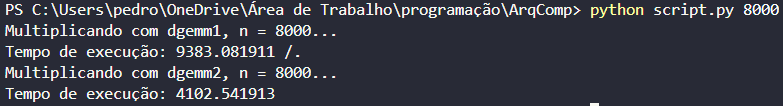 PS C:\Users\pedro\OneDrive\Área de Trabalho\programação\ArqComp> python script.py 8000
Multiplicando com dgemm1, n = 8000...
Tempo de execução: 9383.081911 /.
Multiplicando com dgemm2, n = 8000...
Tempo de execução: 4102.541913